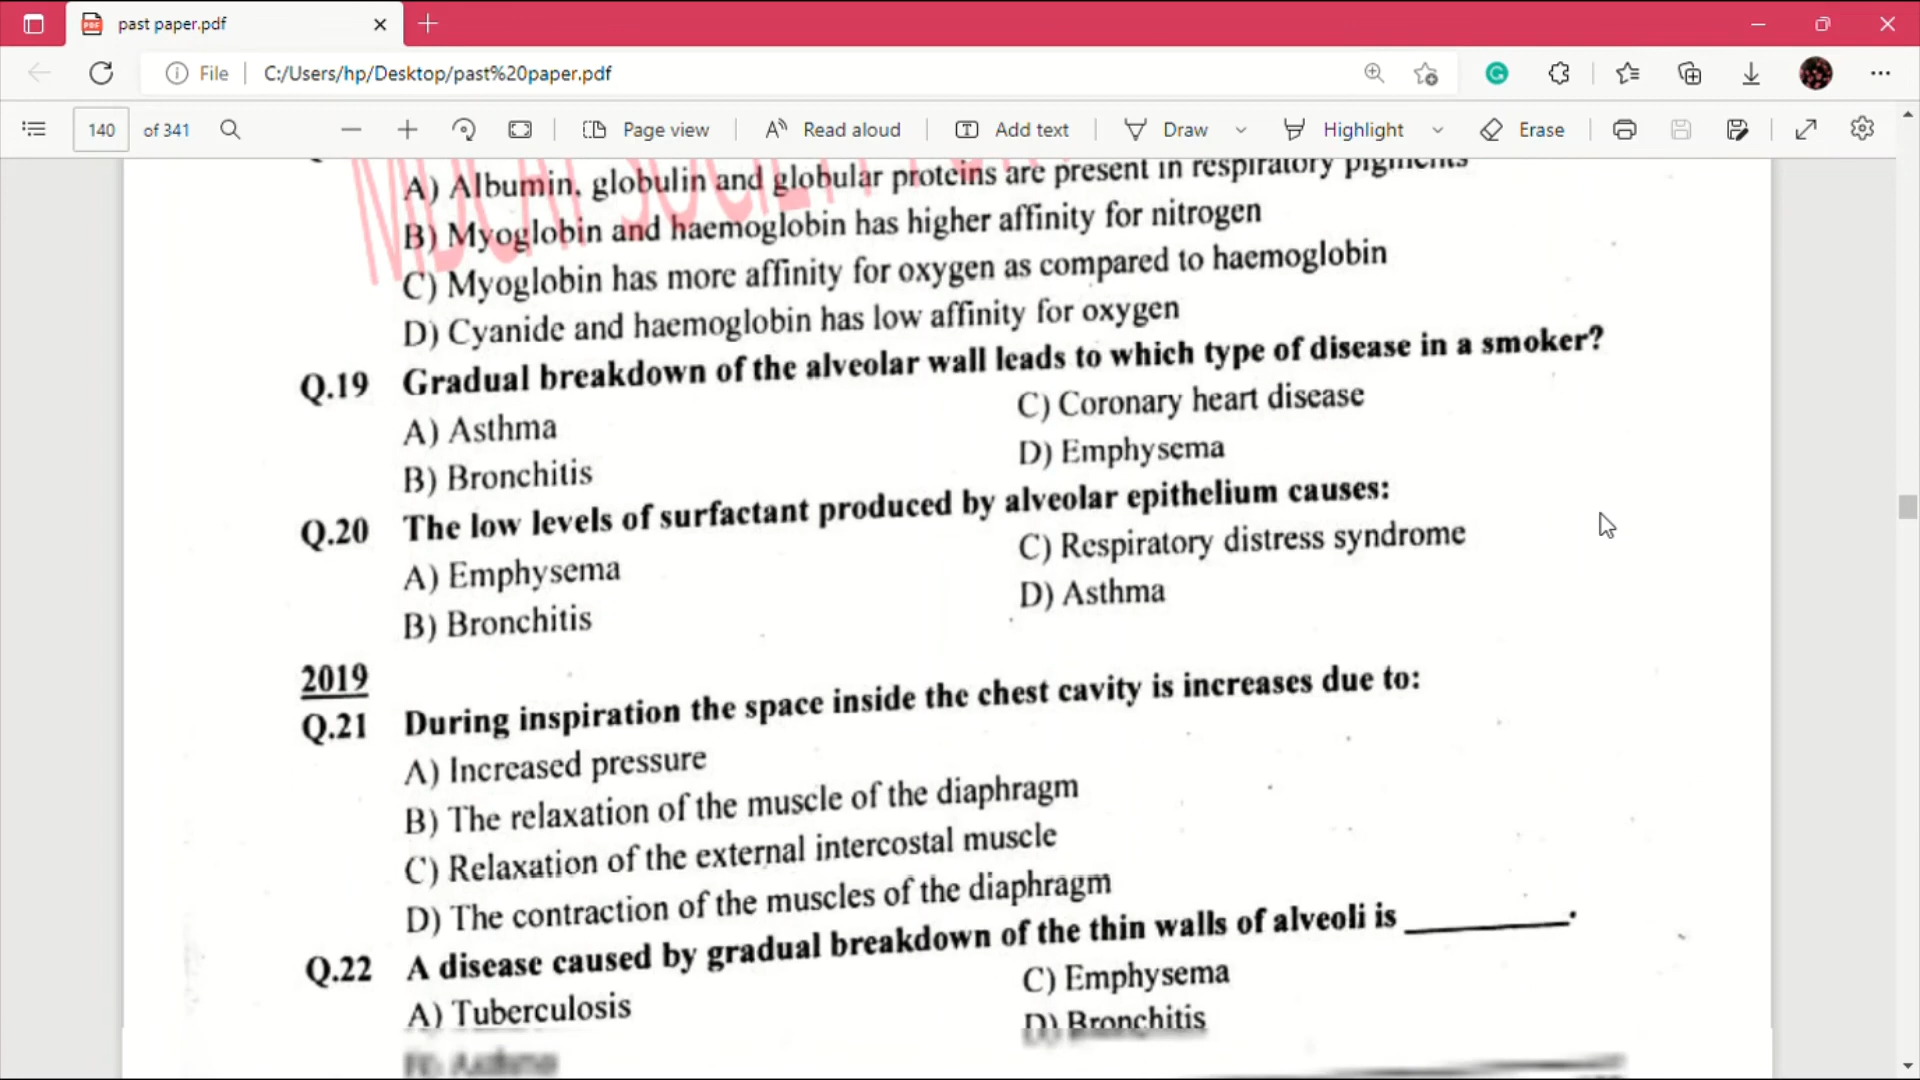 past paper.pdf
File
C:/Users/hp/Desktop/past%20paper.pdf
140 of 341
Page view
Read aloud
Add text
Draw
Highlight
Erase
MDCAT SOCIETY
A) Albumin, globulin and globular proteins are present in respiratory pigments
B) Myoglobin and haemoglobin has higher affinity for nitrogen
C) Myoglobin has more affinity for oxygen as compared to haemoglobin
D) Cyanide and haemoglobin has low affinity for oxygen
Q.19 Gradual breakdown of the alveolar wall leads to which type of disease in a smoker?
A) Asthma
C) Coronary heart disease
B) Bronchitis
D) Emphysema
Q.20 The low levels of surfactant produced by alveolar epithelium causes:
A) Emphysema
C) Respiratory distress syndrome
B) Bronchitis
D) Asthma
2019
Q.21 During inspiration the space inside the chest cavity is increases due to:
A) Increased pressure
B) The relaxation of the muscle of the diaphragm
C) Relaxation of the external intercostal muscle
D) The contraction of the muscles of the diaphragm
Q.22 A disease caused by gradual breakdown of the thin walls of alveoli is __________.
A) Tuberculosis
C) Emphysema
D) Bronchitis